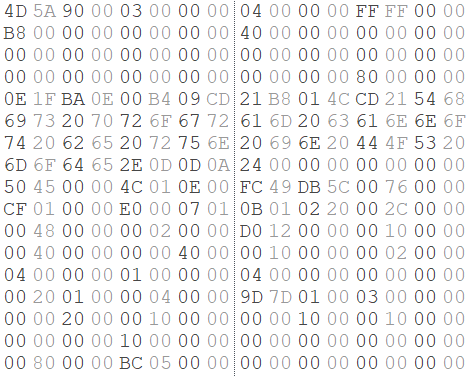 4D 5A 90 00 03 00 00 00 04 00 00 00 FF FF 00 00
B8 00 00 00 00 00 00 00 40 00 00 00 00 00 00 00
00 00 00 00 00 00 00 00 00 00 00 00 00 00 00 00
00 00 00 00 00 00 00 00 00 00 00 00 80 00 00 00
0E 1F BA 0E 00 B4 09 CD 21 B8 01 4C CD 21 54 68
69 73 20 70 72 6F 67 72 61 6D 20 63 61 6E 6E 6F
74 20 62 65 20 72 75 6E 20 69 6E 20 44 4F 53 20
6D 6F 64 65 2E 0D 0D 0A 24 00 00 00 00 00 00 00
50 45 00 00 4C 01 0E 00 FC 49 DB 5C 00 76 00 00
CF 01 00 00 E0 00 07 01 0B 01 02 20 00 2C 00 00
00 48 00 00 00 02 00 00 D0 12 00 00 00 10 00 00
00 40 00 00 00 00 40 00 00 10 00 00 00 02 00 00
04 00 00 00 01 00 00 00 04 00 00 00 00 00 00 00
00 20 01 00 00 04 00 00 9D 7D 01 00 03 00 00 00
00 00 20 00 00 10 00 00 00 00 10 00 00 10 00 00
00 00 00 00 10 00 00 00 00 00 00 00 00 00 00 00
00 80 00 00 BC 05 00 00 00 00 00 00 00 00 00 00